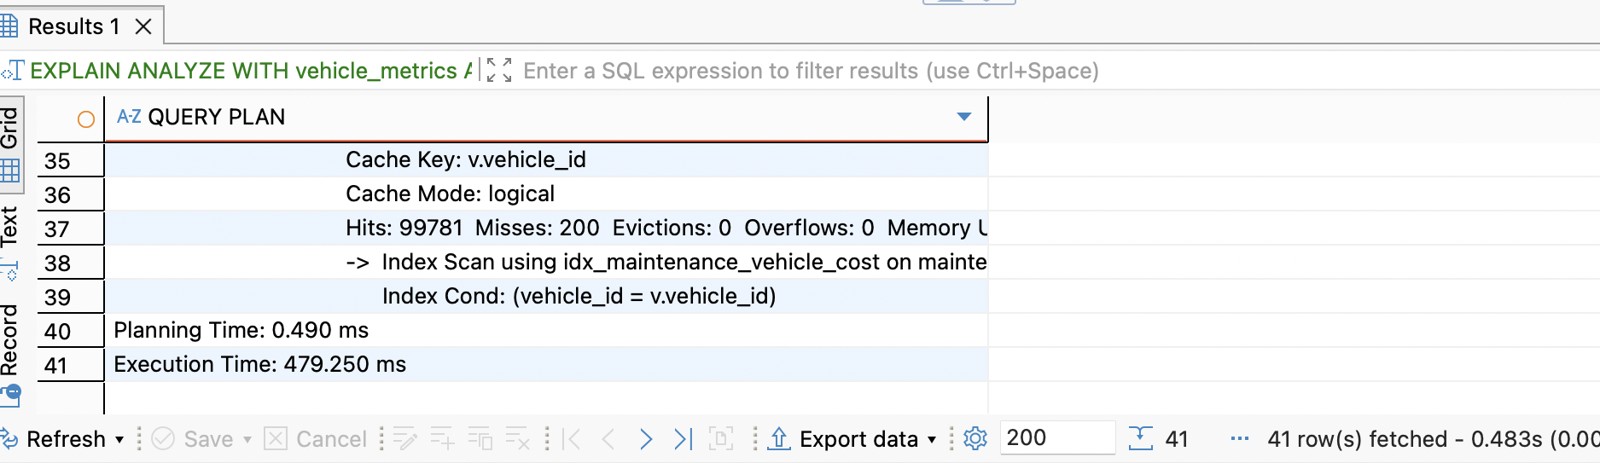 Results 1
EXPLAIN ANALYZE WITH vehicle_metrics Enter a SQL expression to filter results (use Ctrl+Space)
Grid
Text
Record
A-Z QUERY PLAN
35 Cache Key: v.vehicle_id
36 Cache Mode: logical
37 Hits: 99781 Misses: 200 Evictions: 0 Overflows: 0 Memory
38 -> Index Scan using idx_maintenance_vehicle_cost on mainte
39 Index Cond: (vehicle_id = v.vehicle_id)
40 Planning Time: 0.490 ms
41 Execution Time: 479.250 ms
Refresh Save Cancel Export data 200 41 ... 41 row(s) fetched - 0.483s (0.00